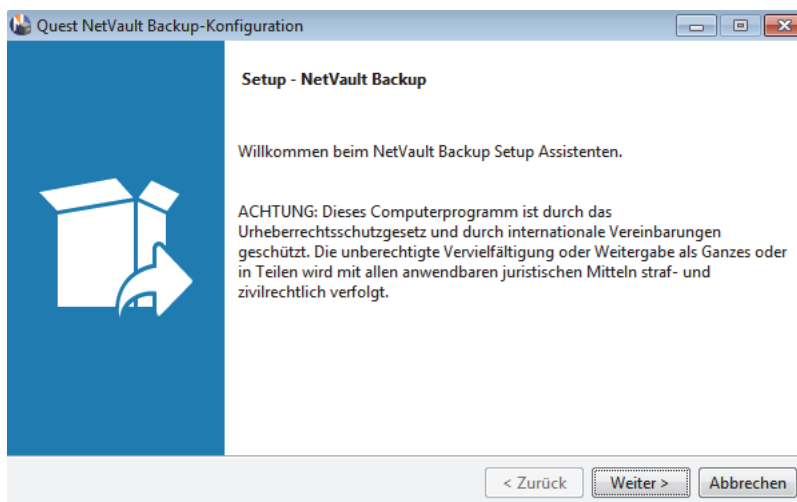 Quest NetVault Backup-Konfiguration
Setup - NetVault Backup
Willkommen beim NetVault Backup Setup Assistenten.
ACHTUNG: Dieses Computerprogramm ist durch das
Urheberrechtsschutzgesetz und durch internationale Vereinbarungen
geschützt. Die unberechtigte Vervielfältigung oder Weitergabe als Ganzes oder
in Teilen wird mit allen anwendbaren juristischen Mitteln straf- und
zivilrechtlich verfolgt.
< Zurück Weiter > Abbrechen